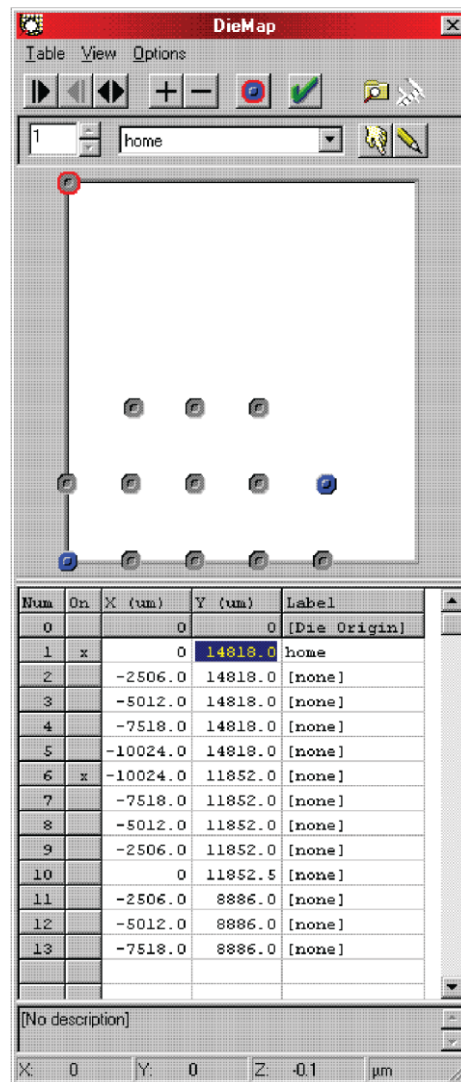 DieMap
Table View Options
1 home
Num On X (um) Y (um) Label
0 0 0 [Die Origin]
1 x 0 14818.0 home
2 -2506.0 14818.0 [none]
3 -5012.0 14818.0 [none]
4 -7518.0 14818.0 [none]
5 -10024.0 14818.0 [none]
6 x -10024.0 11852.0 [none]
7 -7518.0 11852.0 [none]
8 -5012.0 11852.0 [none]
9 -2506.0 11852.0 [none]
10 0 11852.5 [none]
11 -2506.0 8886.0 [none]
12 -5012.0 8886.0 [none]
13 -7518.0 8886.0 [none]
[No description]
X: 0 Y: 0 Z: -0.1 µm